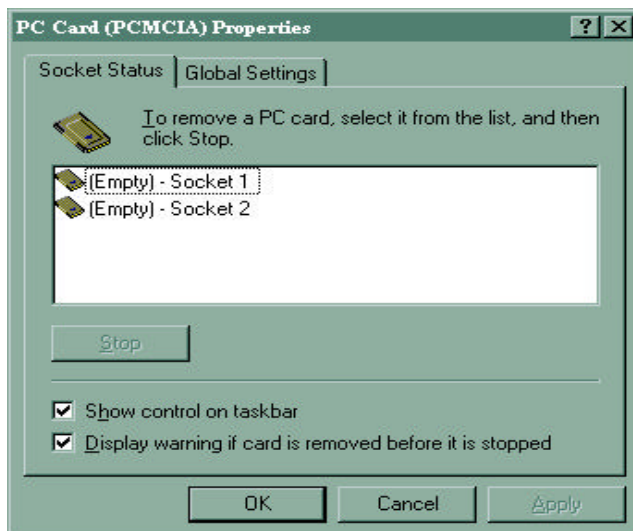 PC Card (PCMCIA) Properties
Socket Status Global Settings
To remove a PC card, select it from the list, and then
click Stop.
(Empty) - Socket 1
(Empty) - Socket 2
Stop
Show control on taskbar
Display warning if card is removed before it is stopped
OK Cancel Apply